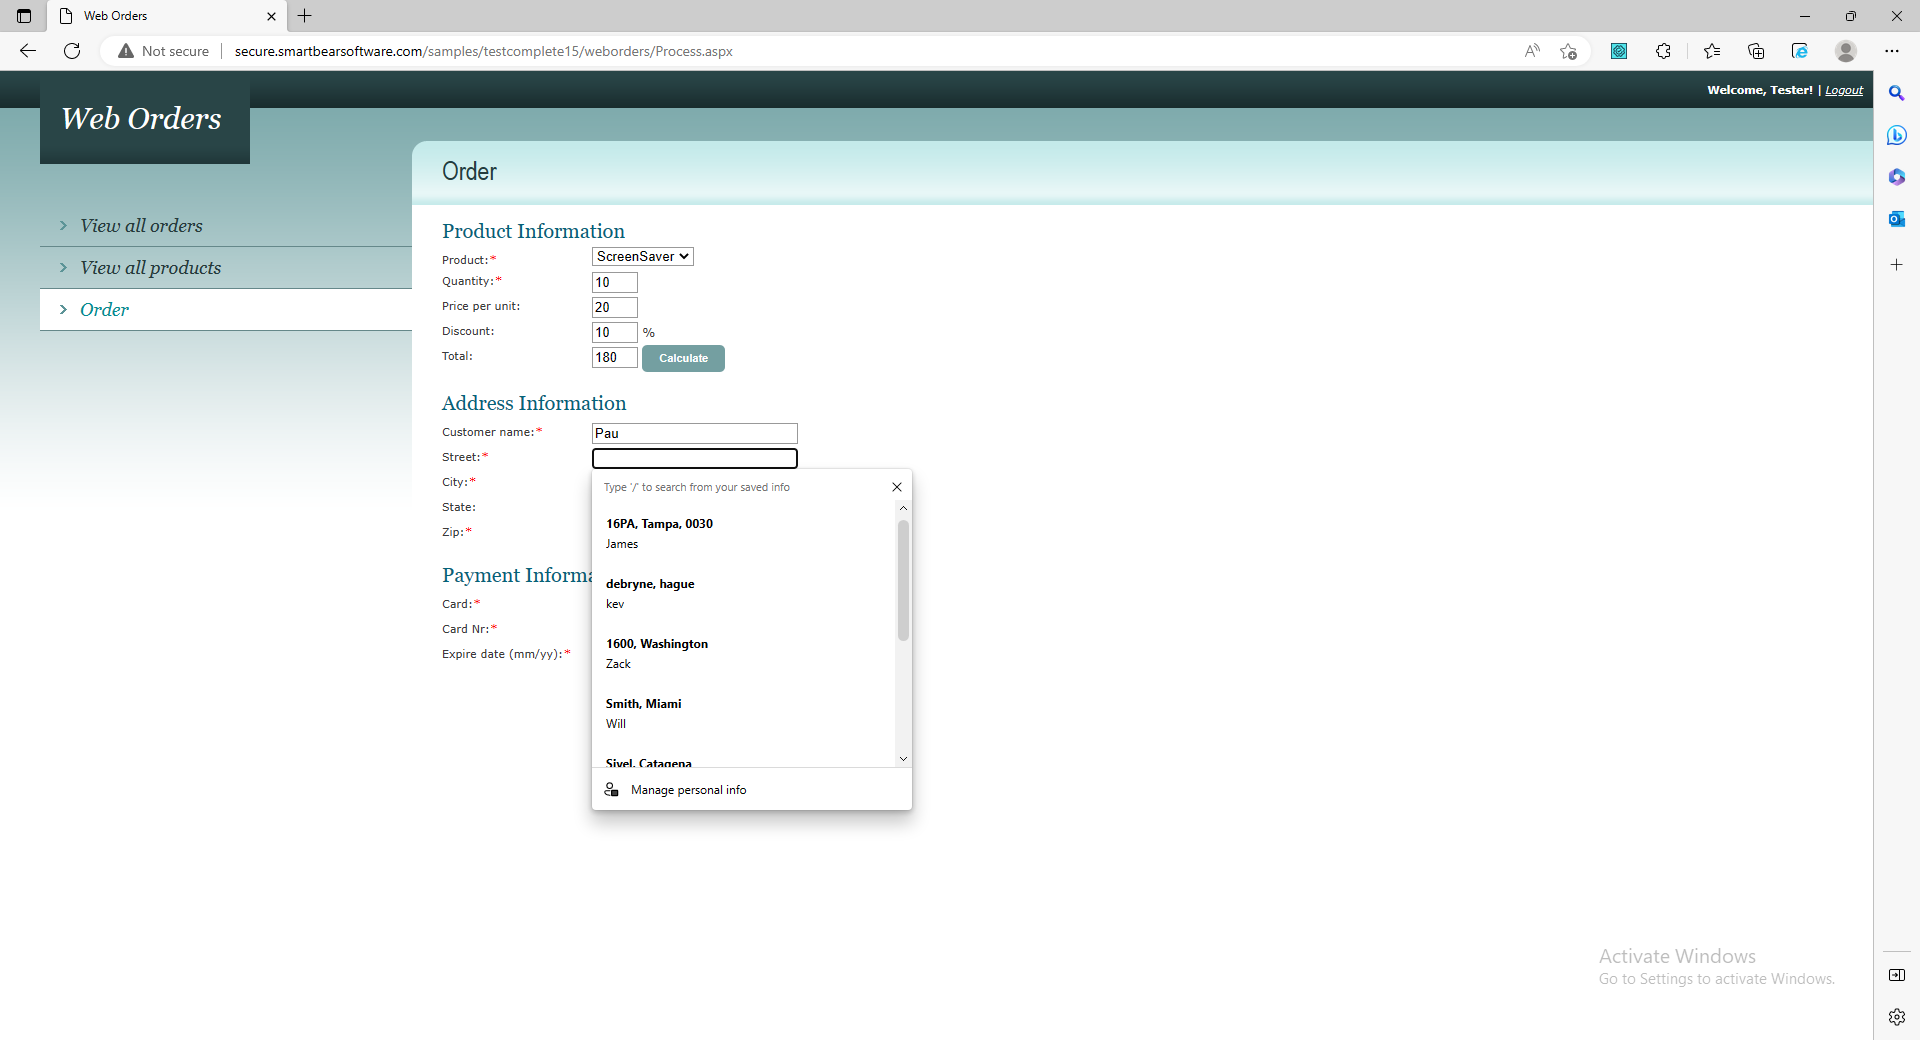 Web Orders
Not secure
secure.smartbearsoftware.com/samples/testcomplete15/weborders/Process.aspx
Welcome, Tester! | Logout
Web Orders
View all orders
View all products
Order
Order
Product Information
Product:* ScreenSaver
Quantity:* 10
Price per unit: 20
Discount: 10 %
Total: 180 Calculate
Address Information
Customer name:* Pau
Street:*
City:*
State:
Zip:*
Payment Informa
Card:*
Card Nr:*
Expire date (mm/yy):*
Type '/' to search from your saved info
16PA, Tampa, 0030
James
debryne, hague
kev
1600, Washington
Zack
Smith, Miami
Will
Sivel, Catagena
Manage personal info
Activate Windows
Go to Settings to activate Windows.